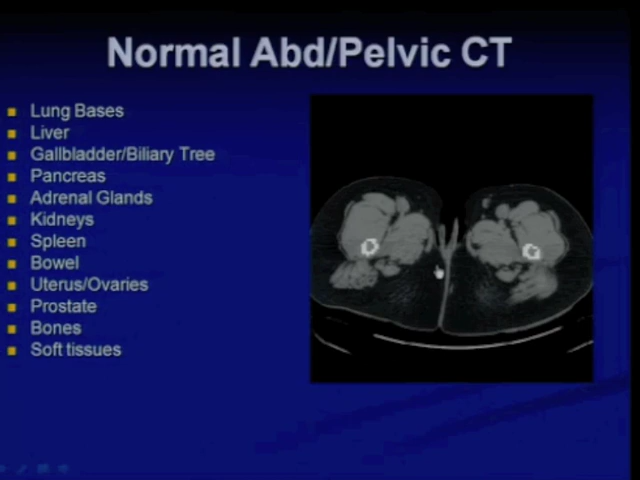 Normal Abd/Pelvic CT
Lung Bases
Liver
Gallbladder/Biliary Tree
Pancreas
Adrenal Glands
Kidneys
Spleen
Bowel
Uterus/Ovaries
Prostate
Bones
Soft tissues